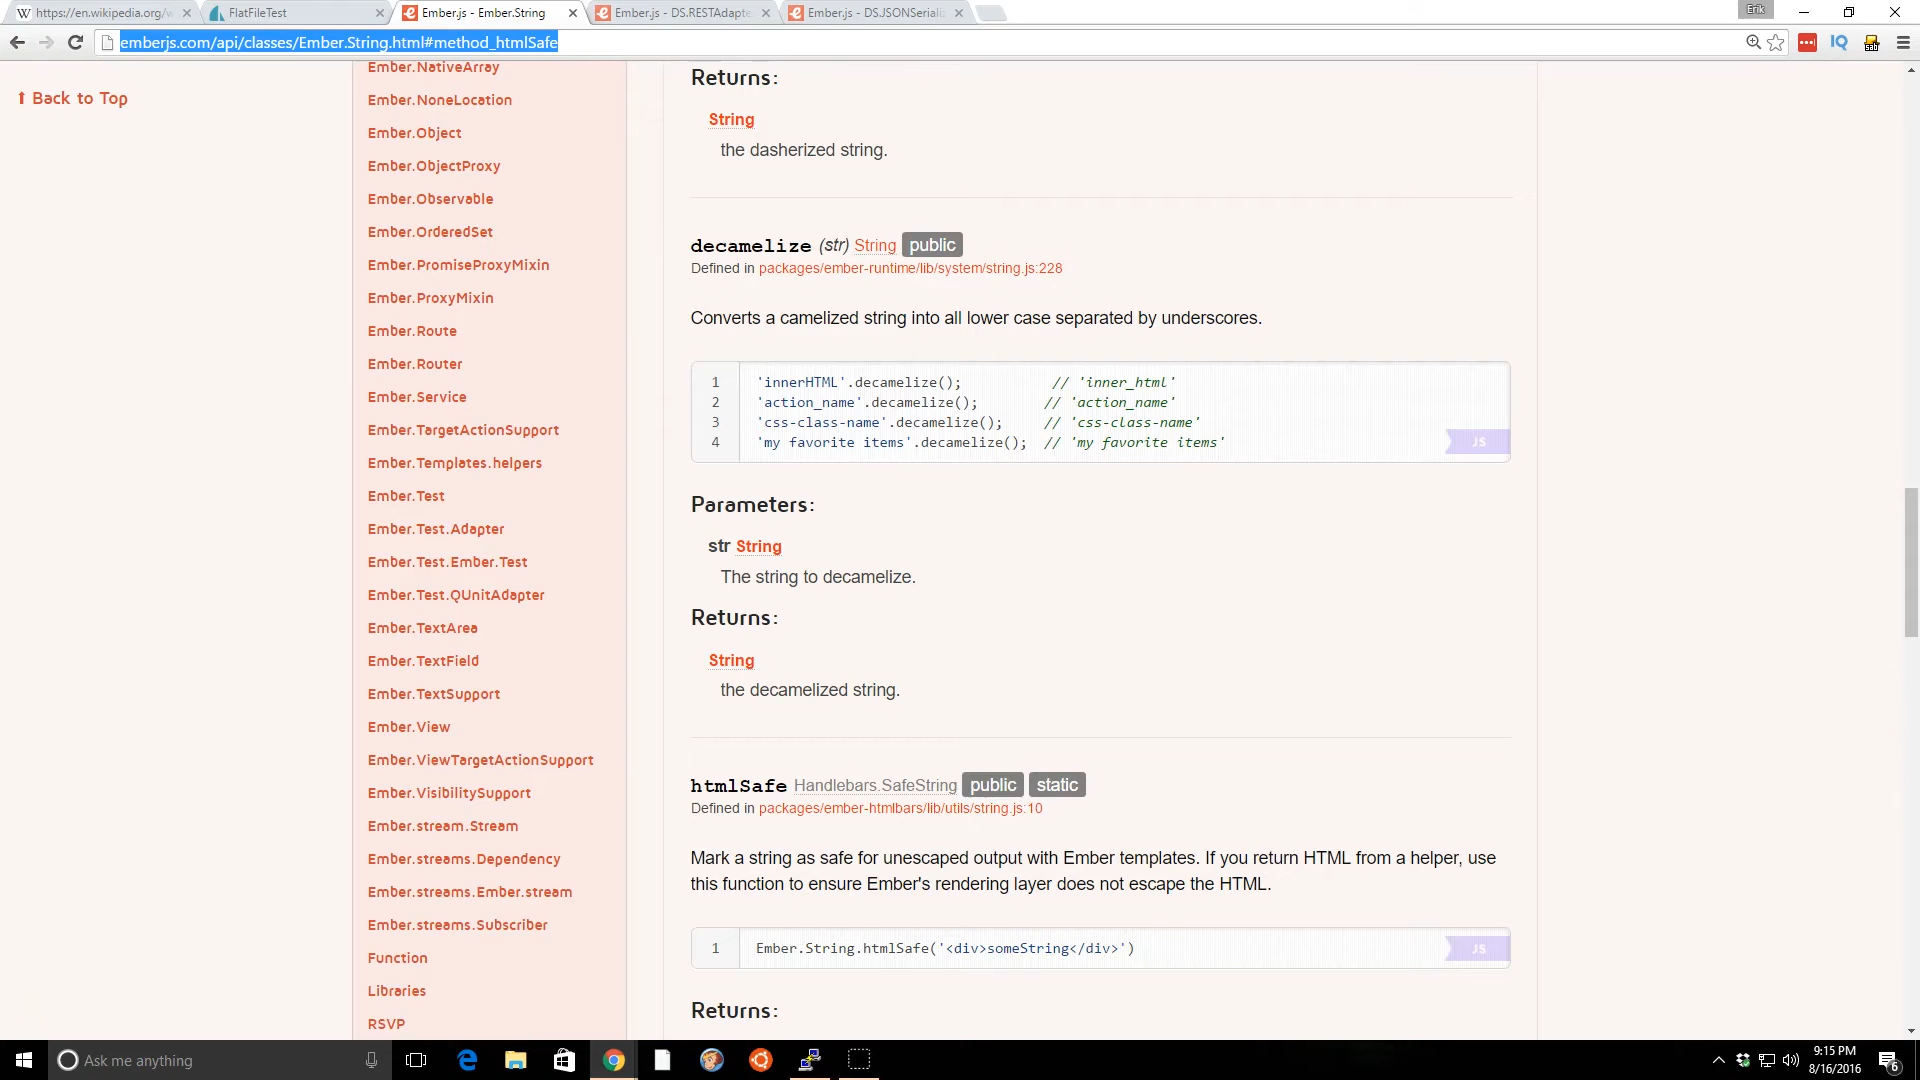 https://en.wikipedia.org/w
FlatFileTest
Ember.js - Ember.String
Ember.js - DS.RESTAdapte
Ember.js - DS.JSONSeriali
Erik
emberjs.com/api/classes/Ember.String.html#method_htmlSafe
IQ
Back to Top
Ember.NativeArray
Ember.NoneLocation
Ember.Object
Ember.ObjectProxy
Ember.Observable
Ember.OrderedSet
Ember.PromiseProxyMixin
Ember.ProxyMixin
Ember.Route
Ember.Router
Ember.Service
Ember.TargetActionSupport
Ember.Templates.helpers
Ember.Test
Ember.Test.Adapter
Ember.Test.Ember.Test
Ember.Test.QUnitAdapter
Ember.TextArea
Ember.TextField
Ember.TextSupport
Ember.View
Ember.ViewTargetActionSupport
Ember.VisibilitySupport
Ember.stream.Stream
Ember.streams.Dependency
Ember.streams.Ember.stream
Ember.streams.Subscriber
Function
Libraries
RSVP
Returns:
String
the dasherized string.
decamelize (str) String public
Defined in packages/ember-runtime/lib/system/string.js:228
Converts a camelized string into all lower case separated by underscores.
1 'innerHTML'.decamelize(); // 'inner_html'
2 'action_name'.decamelize(); // 'action_name'
3 'css-class-name'.decamelize(); // 'css-class-name'
4 'my favorite items'.decamelize(); // 'my favorite items'
JS
Parameters:
str String
The string to decamelize.
Returns:
String
the decamelized string.
htmlSafe Handlebars.SafeString public static
Defined in packages/ember-htmlbars/lib/utils/string.js:10
Mark a string as safe for unescaped output with Ember templates. If you return HTML from a helper, use
this function to ensure Ember's rendering layer does not escape the HTML.
1 Ember.String.htmlSafe('<div>someString</div>')
JS
Returns:
Ask me anything
9:15 PM
8/16/2016
6